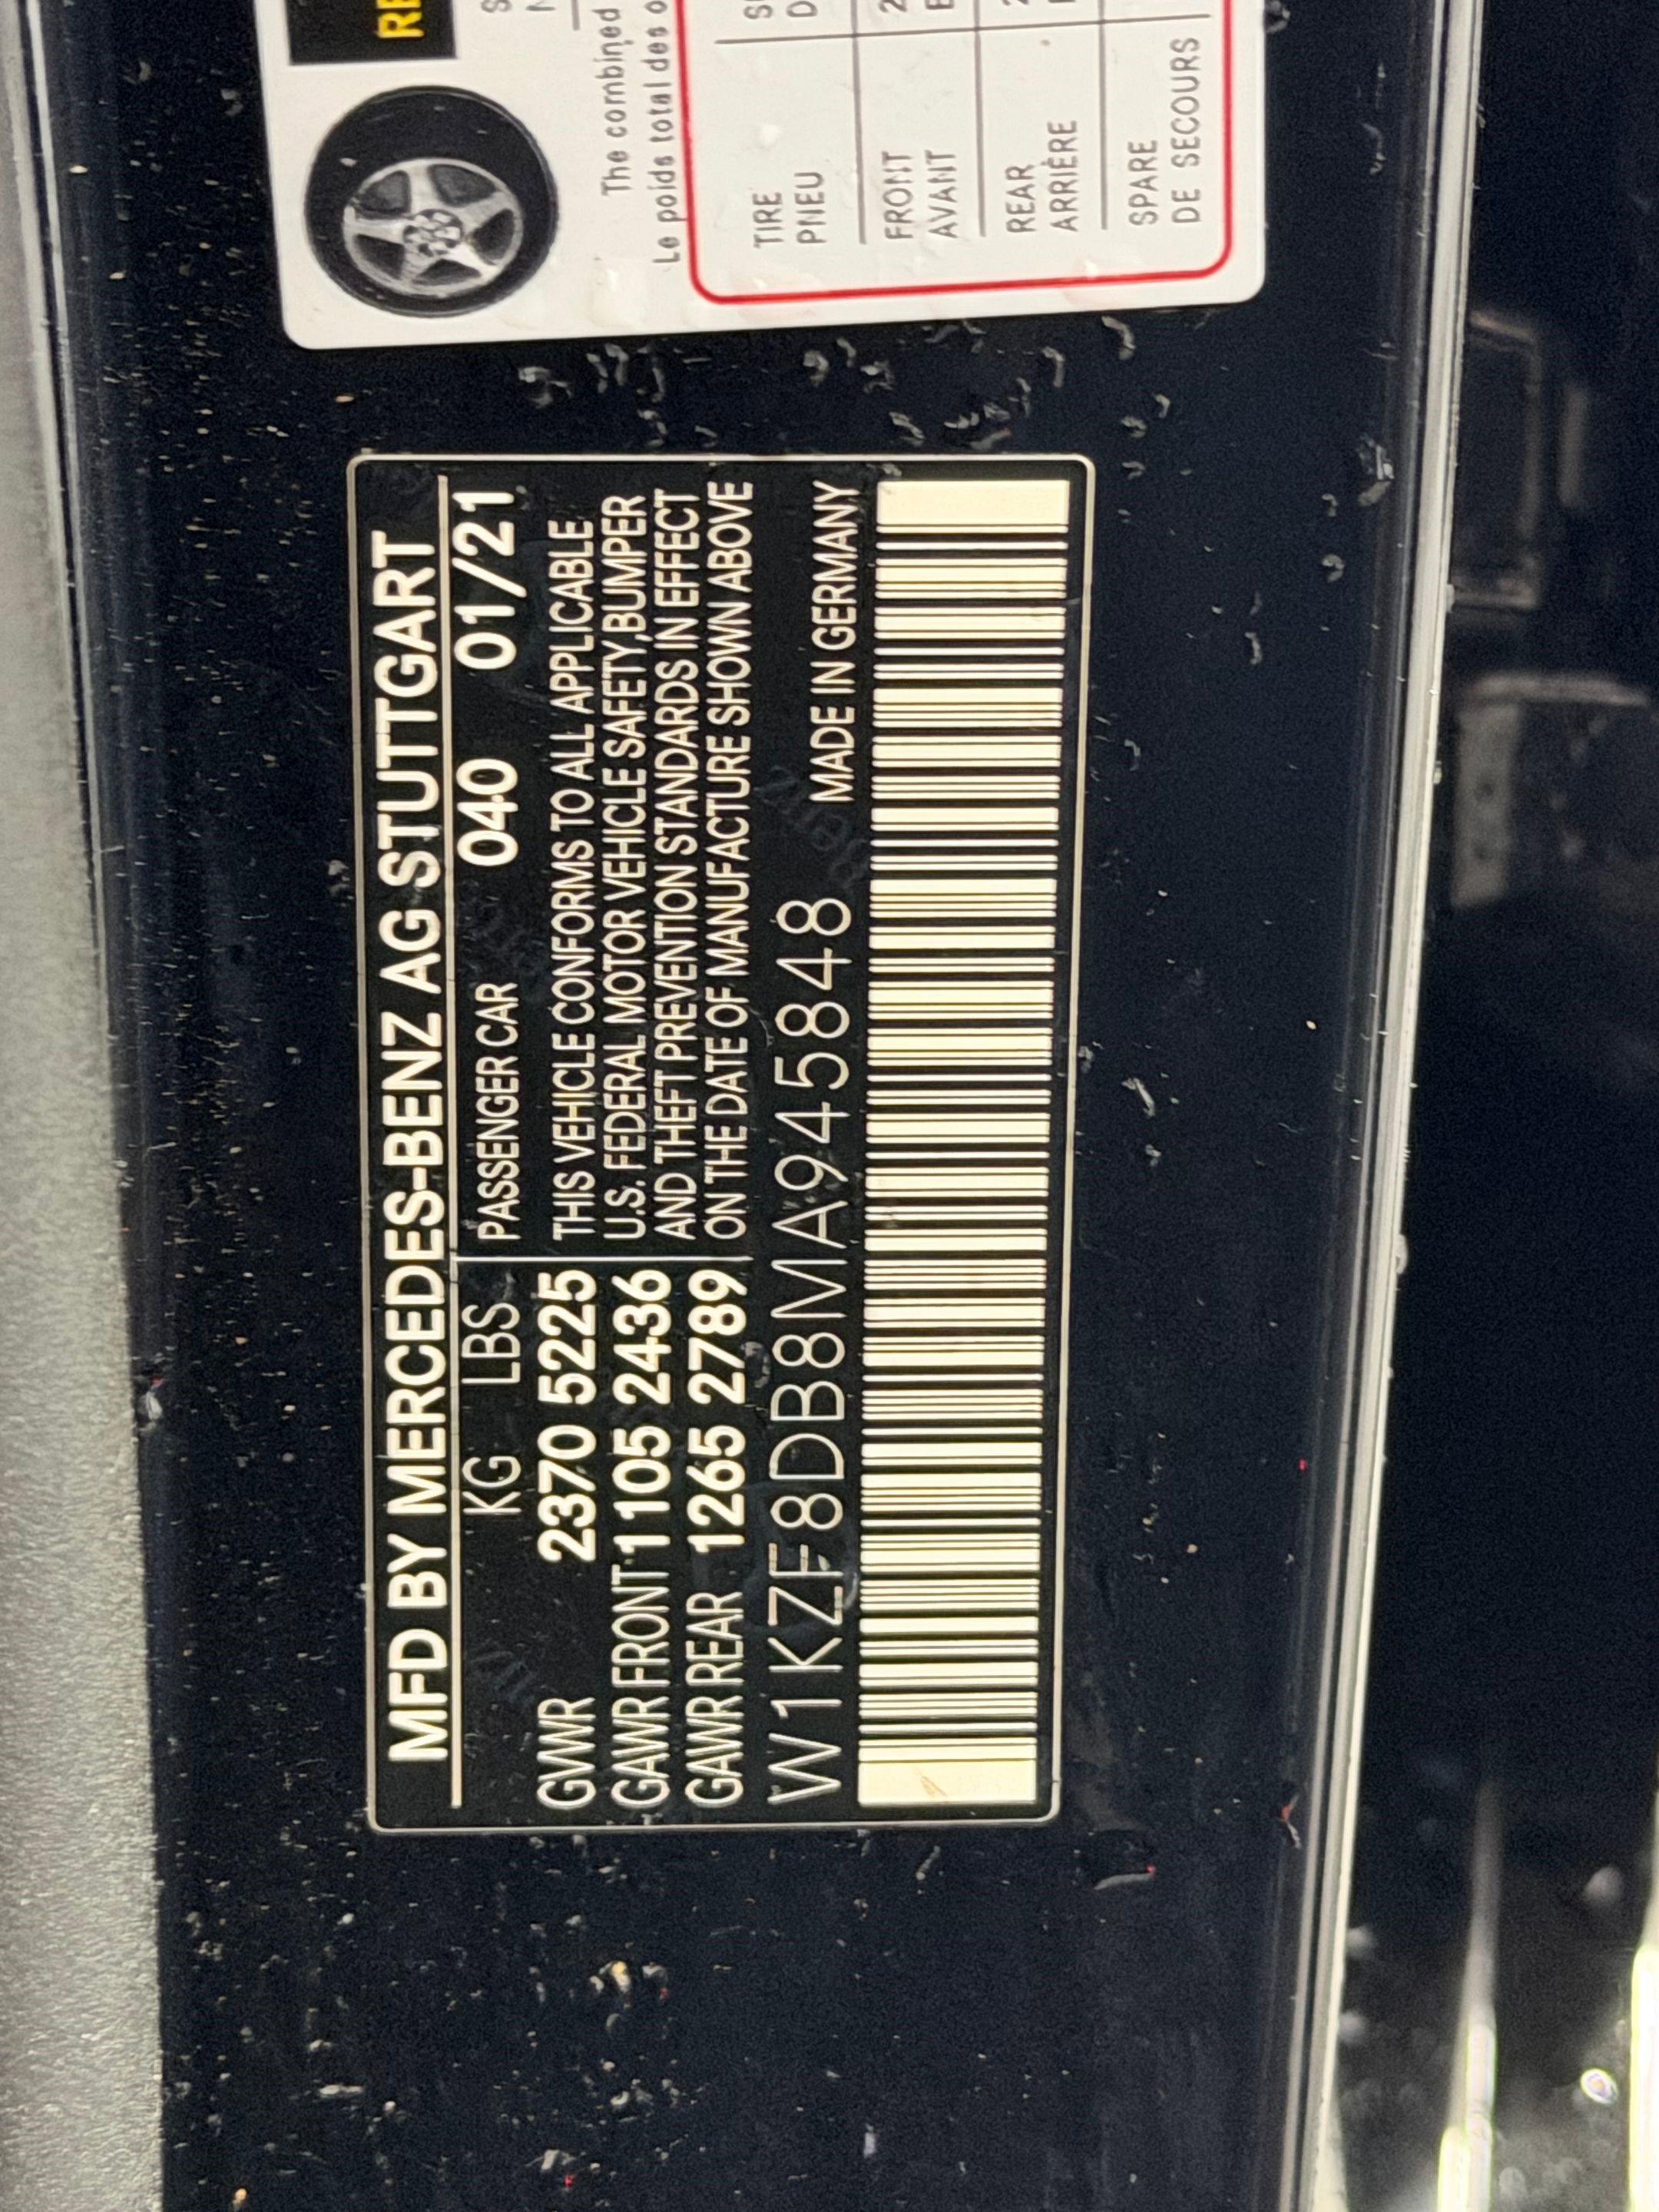 MFD BY MERCEDES-BENZ AG STUTTGART
KG LBS PASSENGER CAR 040 01/21
GVWR 2370 5225 THIS VEHICLE CONFORMS TO ALL APPLICABLE
GAWR FRONT 1105 2436 U.S. FEDERAL MOTOR VEHICLE SAFETY,BUMPER
GAWR REAR 1265 2789 AND THEFT PREVENTION STANDARDS IN EFFECT
ON THE DATE OF MANUFACTURE SHOWN ABOVE
W1KZF8DB8MA945848 MADE IN GERMANY
The combined
Le poids total des
TIRE
PNEU
FRONT
AVANT
REAR
ARRIÈRE
SPARE
DE SECOURS